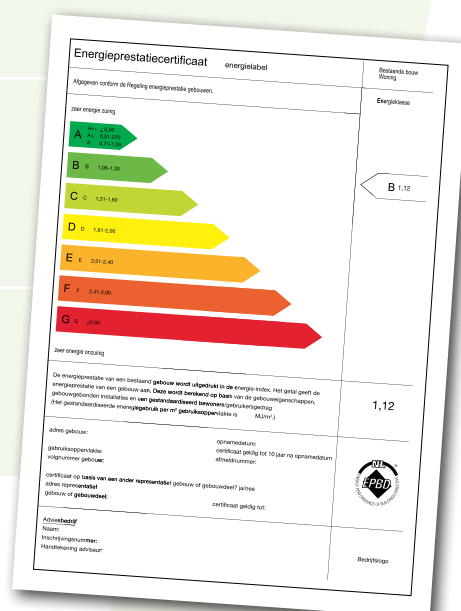 Energieprestatiecertificaat energielabel
Bestaande bouw
Woning
Afgegeven conform de Regeling energieprestatie gebouwen.
Energieklasse
zeer energie zuinig
A A++ ≤ 0,50
A+ 0,51-070
A 0,71-1,05
B B 1,06-1,30
B 1,12
C C 1,31-1,60
D D 1,61-2,00
E E 2,01-2,40
F F 2,41-2,90
G G ≥2,90
zeer energie onzuinig
De energieprestatie van een bestaand gebouw wordt uitgedrukt in de energie-index. Het getal geeft de
energieprestatie van een gebouw aan. Deze wordt berekend op basis van de gebouweigenschappen,
gebouwgebonden installaties en een gestandaardiseerd bewoners/gebruikersgedrag
(Het gestandaardiseerde energiegebruik per m² gebruiksoppervlakte is MJ/m².)
1,12
adres gebouw:
opnamedatum:
gebruiksoppervlakte:
certificaat geldig tot 10 jaar na opnamedatum
volgnummer gebouw:
afmeldnummer:
certificaat op basis van een ander representatief gebouw of gebouwdeel? ja/nee
adres representatief
gebouw of gebouwdeel:
certificaat geldig tot:
NL
EPBD
Adviesbedrijf
Naam:
Inschrijvingsnummer:
Handtekening adviseur:
Bedrijfslogo